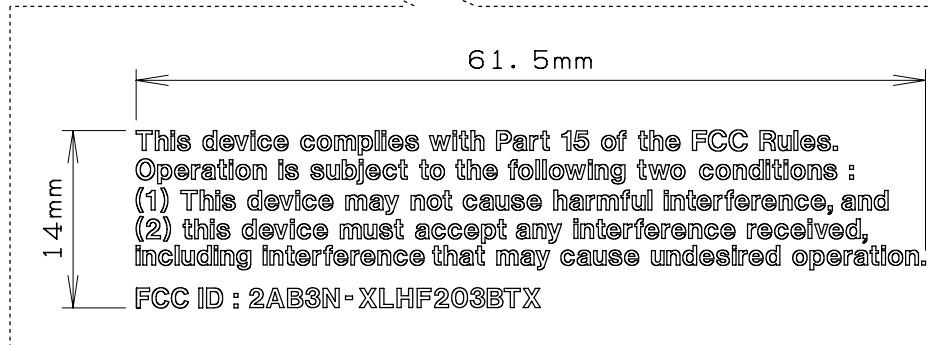 61.5mm
14mm
This device complies with Part 15 of the FCC Rules.
Operation is subject to the following two conditions :
(1) This device may not cause harmful interference, and
(2) this device must accept any interference received,
including interference that may cause undesired operation.
FCC ID : 2AB3N-XLHF203BTX